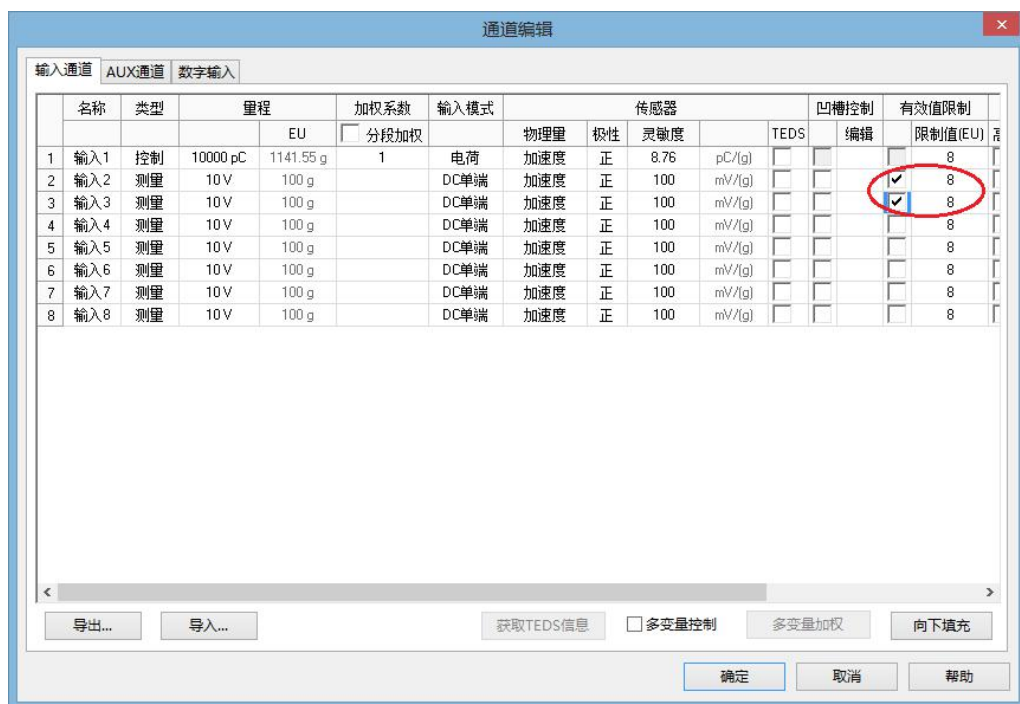 通道编辑
输入通道 AUX通道 数字输入
名称 类型 量程 加权系数 输入模式 传感器 凹槽控制 有效值限制
EU 分段加权 物理量 极性 灵敏度 TEDS 编辑 限制值(EU)
1 输入1 控制 10000 pC 1141.55 g 1 电荷 加速度 正 8.76 pC/(g) 8
2 输入2 测量 10 V 100 g DC单端 加速度 正 100 mV/(g) 8
3 输入3 测量 10 V 100 g DC单端 加速度 正 100 mV/(g) 8
4 输入4 测量 10 V 100 g DC单端 加速度 正 100 mV/(g) 8
5 输入5 测量 10 V 100 g DC单端 加速度 正 100 mV/(g) 8
6 输入6 测量 10 V 100 g DC单端 加速度 正 100 mV/(g) 8
7 输入7 测量 10 V 100 g DC单端 加速度 正 100 mV/(g) 8
8 输入8 测量 10 V 100 g DC单端 加速度 正 100 mV/(g) 8
导出... 导入... 获取TEDS信息 多变量控制 多变量加权 向下填充
确定 取消 帮助